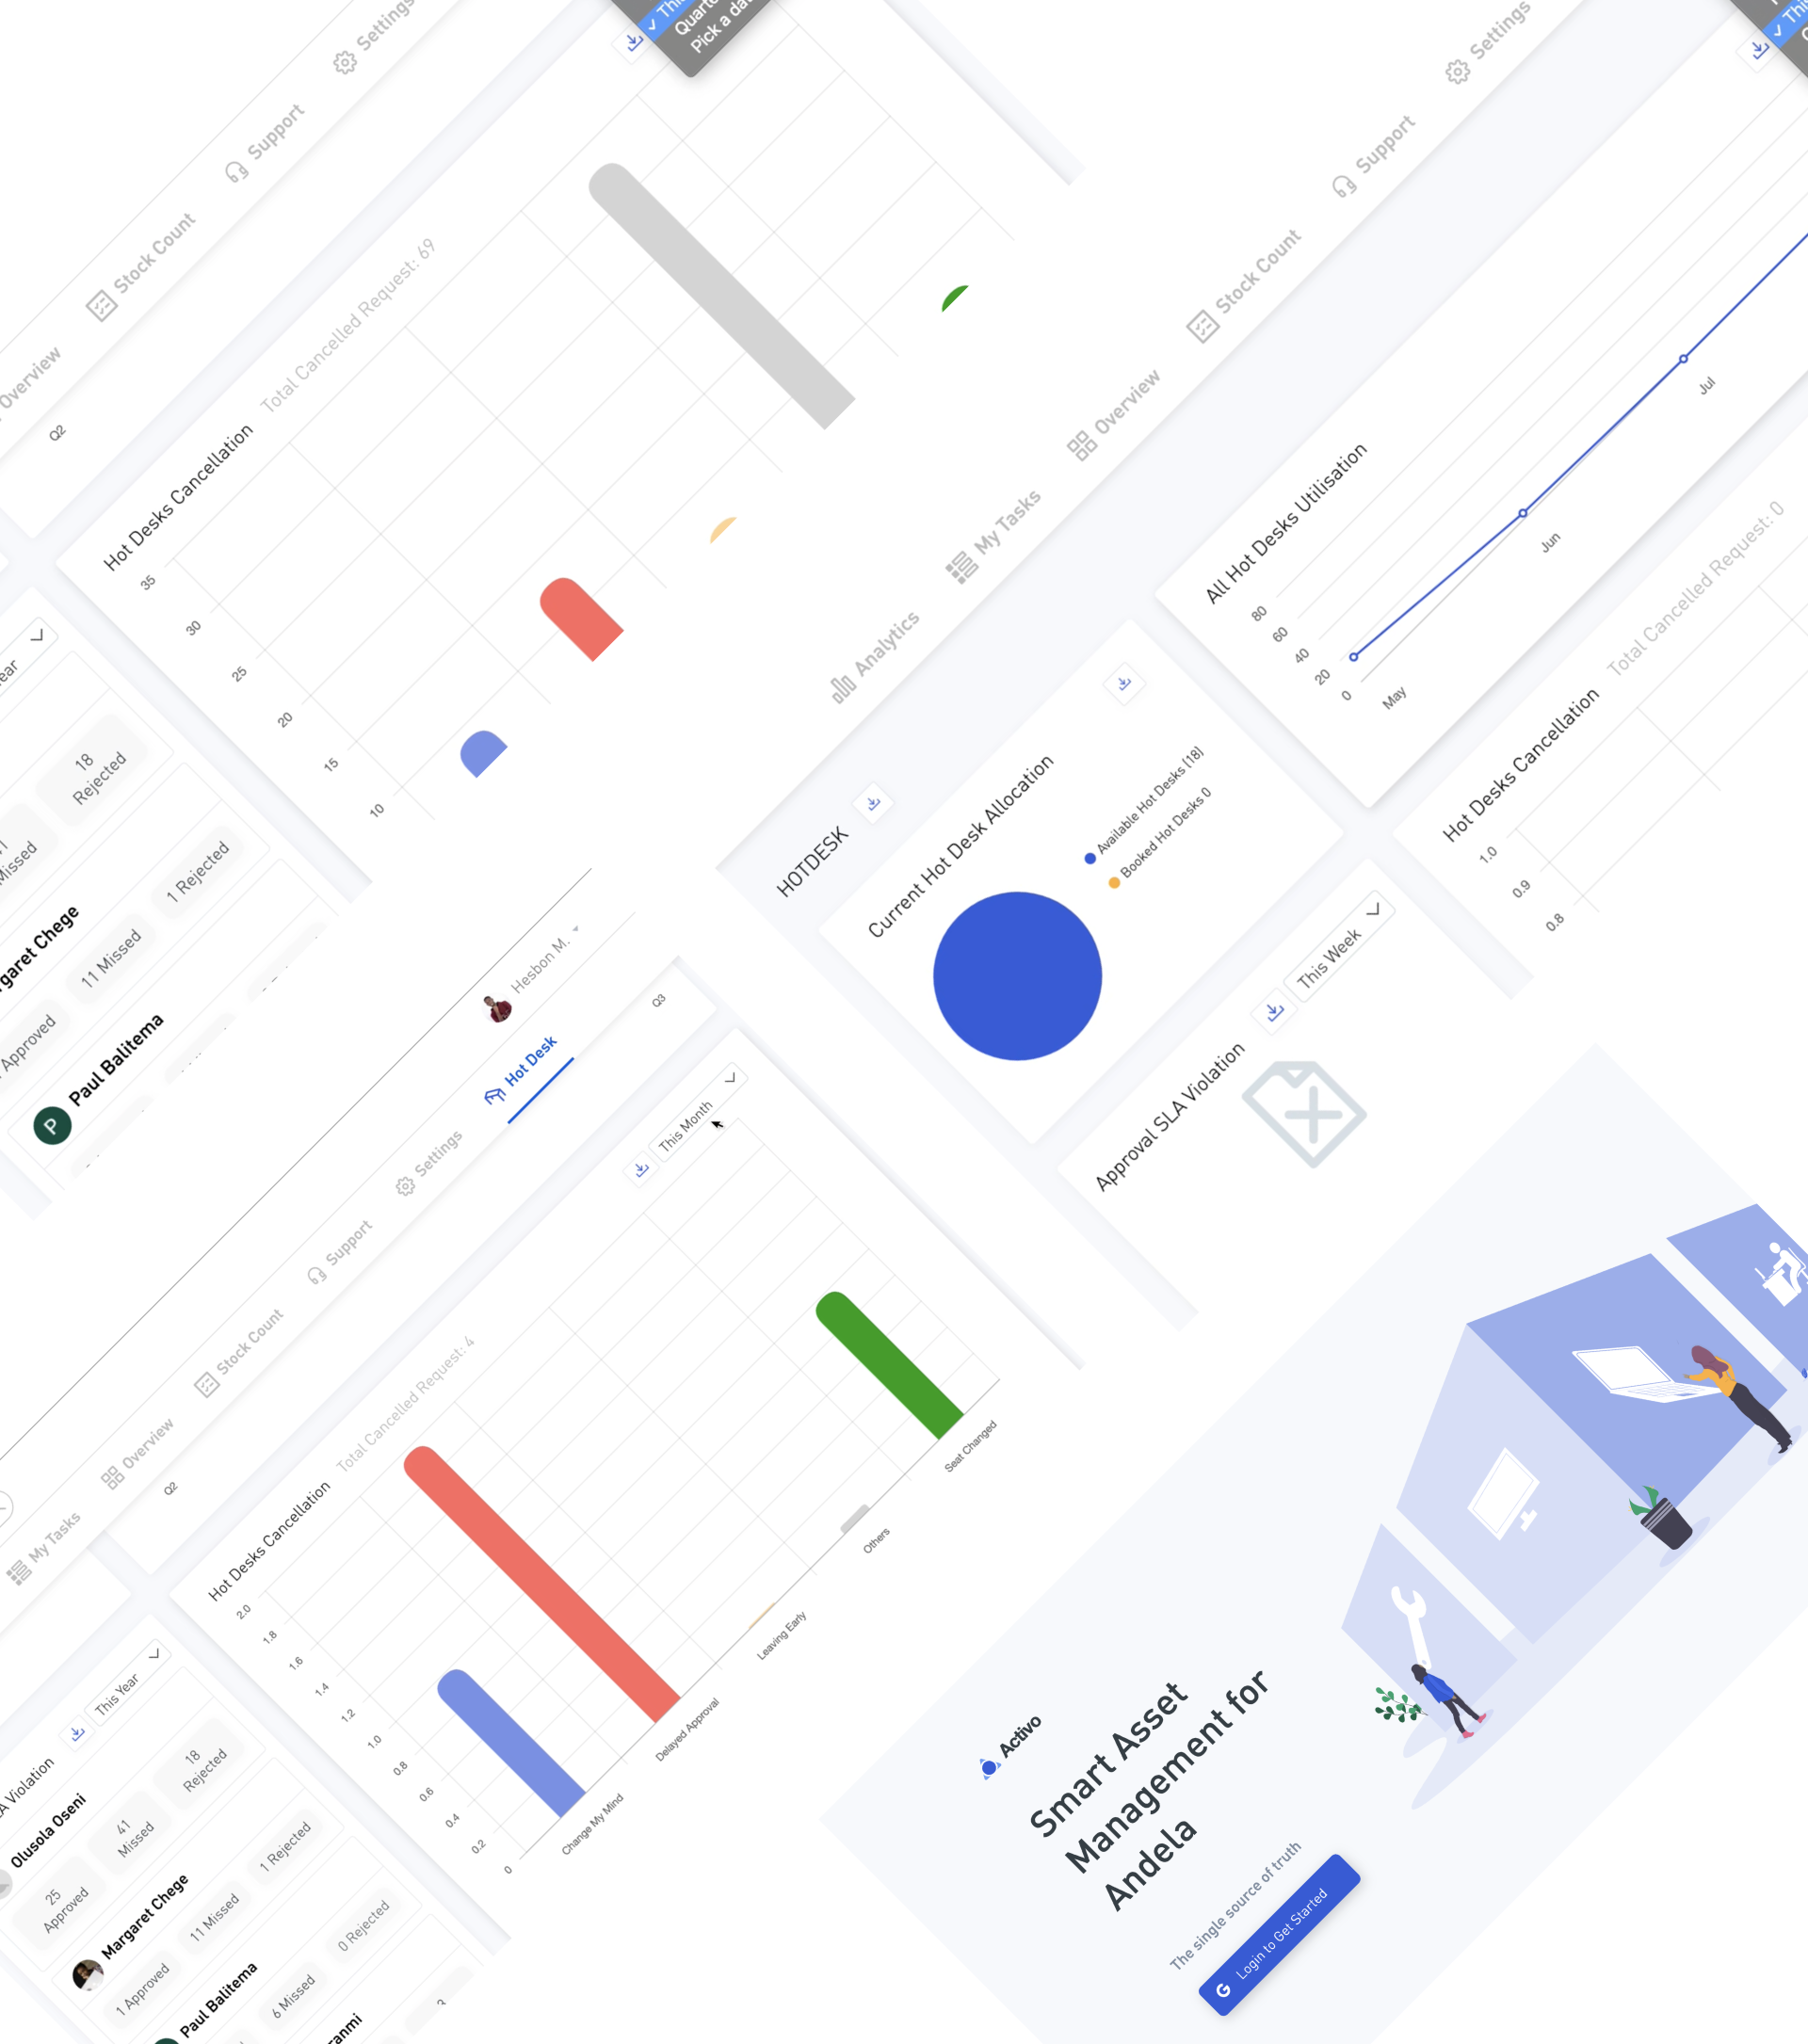 Settings
Support
Stock Count
Overview
Q2
Quarte
Pick a da
Hot Desks Cancellation Total Cancelled Request: 69
35
30
25
20
15
10
18
Rejected
Missed
1 Rejected
11 Missed
Approved
Paul Balitema
P
Settings
Support
Stock Count
Overview
My Tasks
Analytics
HOTDESK
Current Hot Desk Allocation
Available Hot Desks (18)
Booked Hot Desks 0
All Hot Desks Utilisation
80
60
40
20
0
May
Jun
Jul
Hot Desks Cancellation Total Cancelled Request: 0
1.0
0.9
0.8
Approval SLA Violation
This Week
Hesbon M.
Hot Desk
Settings
Support
Stock Count
Overview
My Tasks
Q2
Q3
Hot Desks Cancellation Total Cancelled Request: 4
This Month
2.0
1.8
1.6
1.4
1.2
1.0
0.8
0.6
0.4
0.2
0
Change My Mind
Delayed Approval
Leaving Early
Others
Seat Changed
Violation
This Year
Olusola Oseni
25
Approved
41
Missed
18
Rejected
Margaret Chege
1 Approved
11 Missed
1 Rejected
Paul Balitema
6 Missed
0 Rejected
Activo
Smart Asset
Management for
Andela
The single source of truth
G Login to Get Started